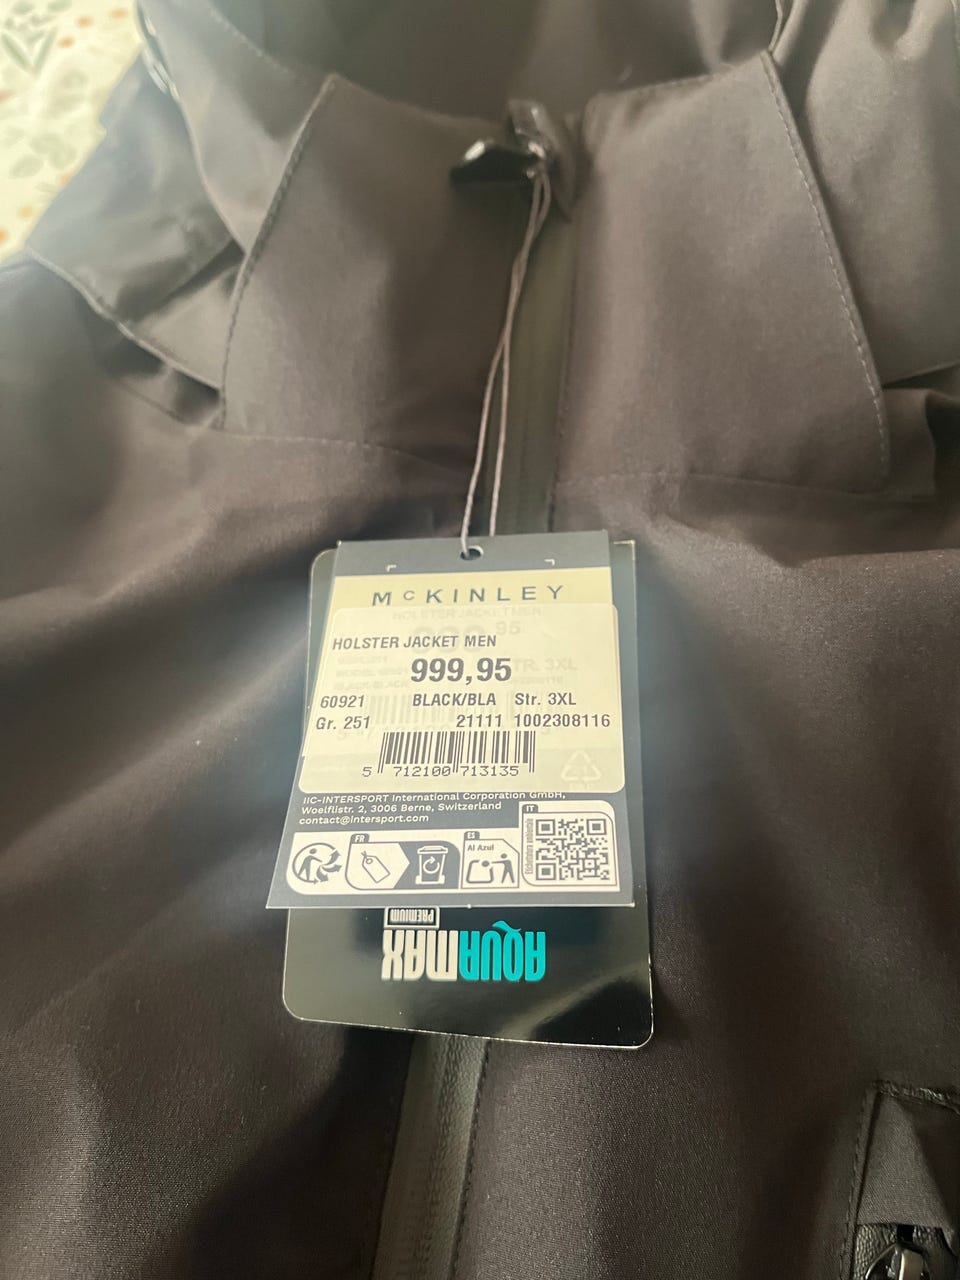 McKINLEY
HOLSTER JACKET MEN
999,95
60921 BLACK/BLA Str. 3XL
Gr. 251 21111 1002308116
5 712100 713135
IIC-INTERSPORT International Corporation GmbH,
Woelflistr. 2, 3006 Berne, Switzerland
contact@intersport.com
FR
ES
Al Azul
IT
PREMIUM
AQUAMAX